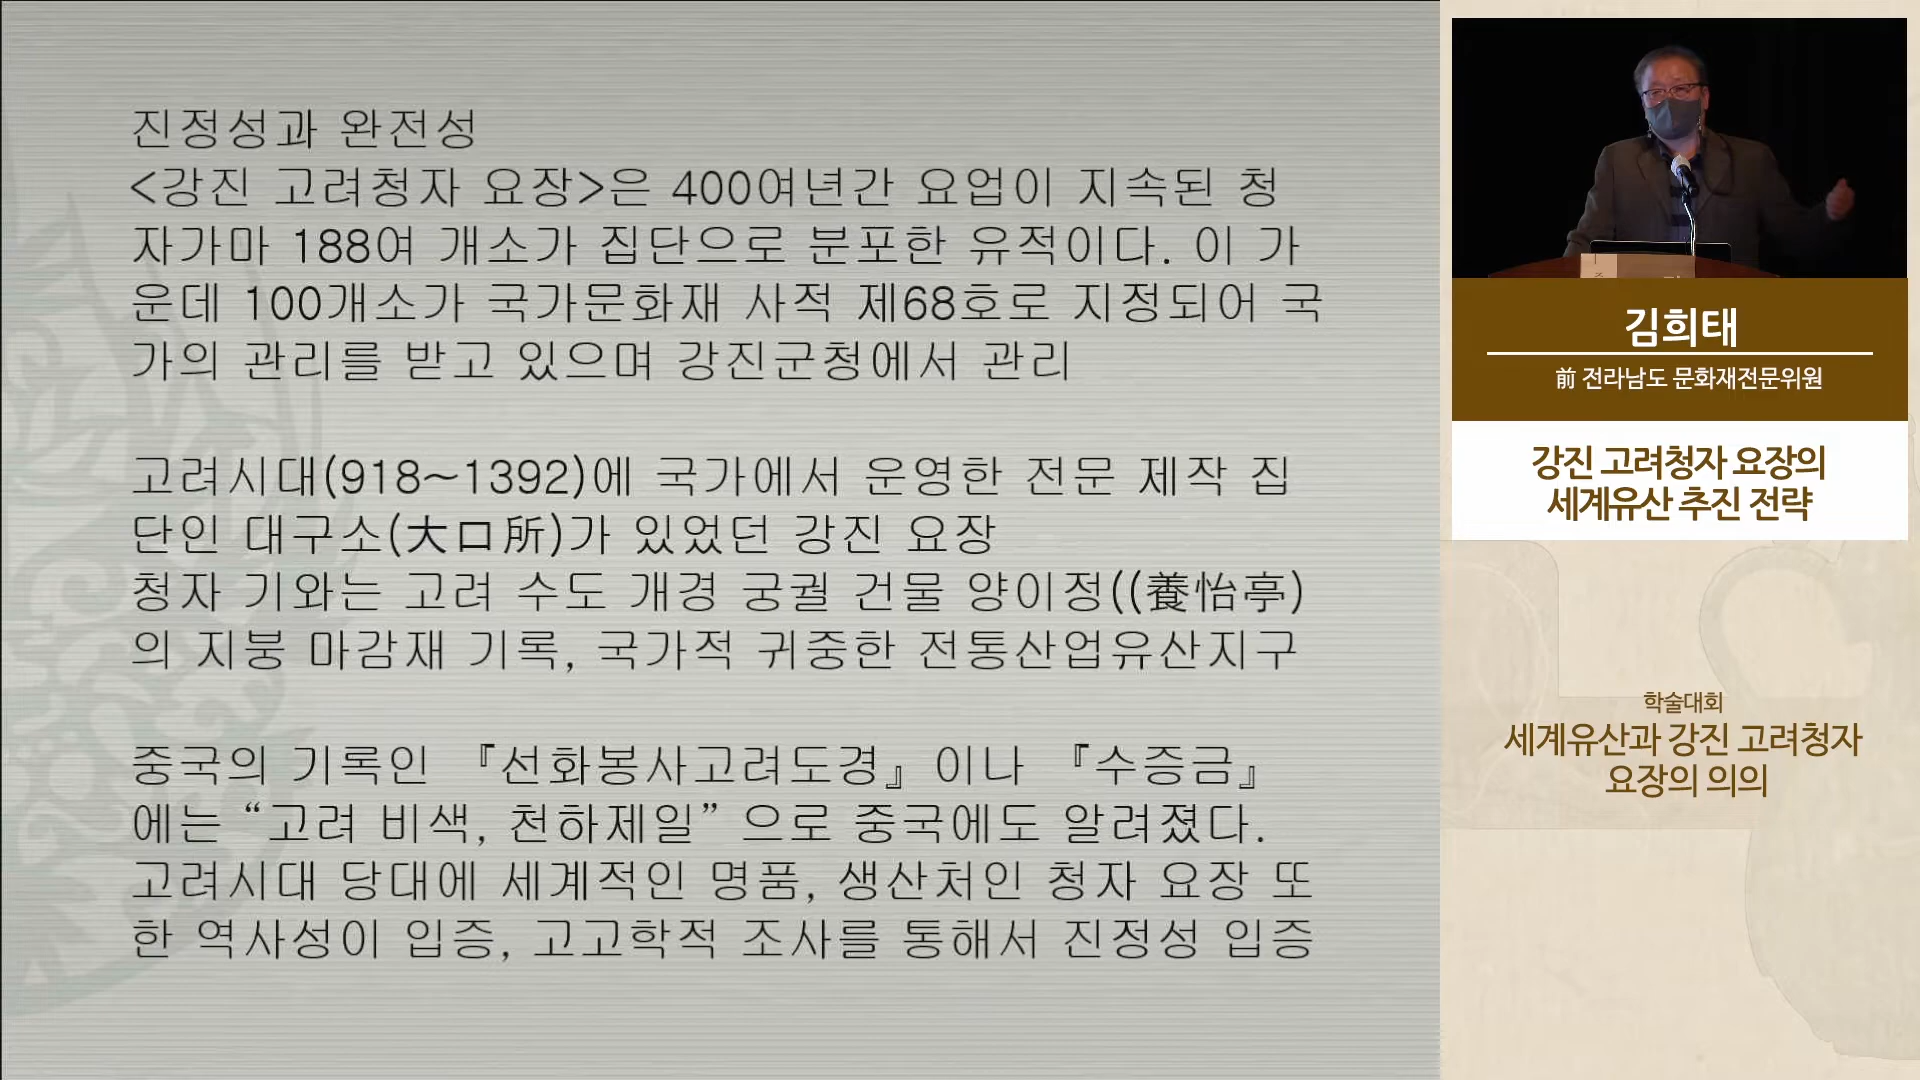 진정성과 완전성
<강진 고려청자 요장>은 400여년간 요업이 지속된 청
자가마 188여 개소가 집단으로 분포한 유적이다. 이 가
운데 100개소가 국가문화재 사적 제68호로 지정되어 국
가의 관리를 받고 있으며 강진군청에서 관리
고려시대(918~1392)에 국가에서 운영한 전문 제작 집
단인 대구소(大口所)가 있었던 강진 요장
청자 기와는 고려 수도 개경 궁궐 건물 양이정((養怡亭)
의 지붕 마감재 기록, 국가적 귀중한 전통산업유산지구
중국의 기록인 『선화봉사고려도경』이나 『수증금』
에는 “고려 비색, 천하제일” 으로 중국에도 알려졌다.
고려시대 당대에 세계적인 명품, 생산처인 청자 요장 또
한 역사성이 입증, 고고학적 조사를 통해서 진정성 입증
김희태
前 전라남도 문화재전문위원
강진 고려청자 요장의
세계유산 추진 전략
학술대회
세계유산과 강진 고려청자
요장의 의의